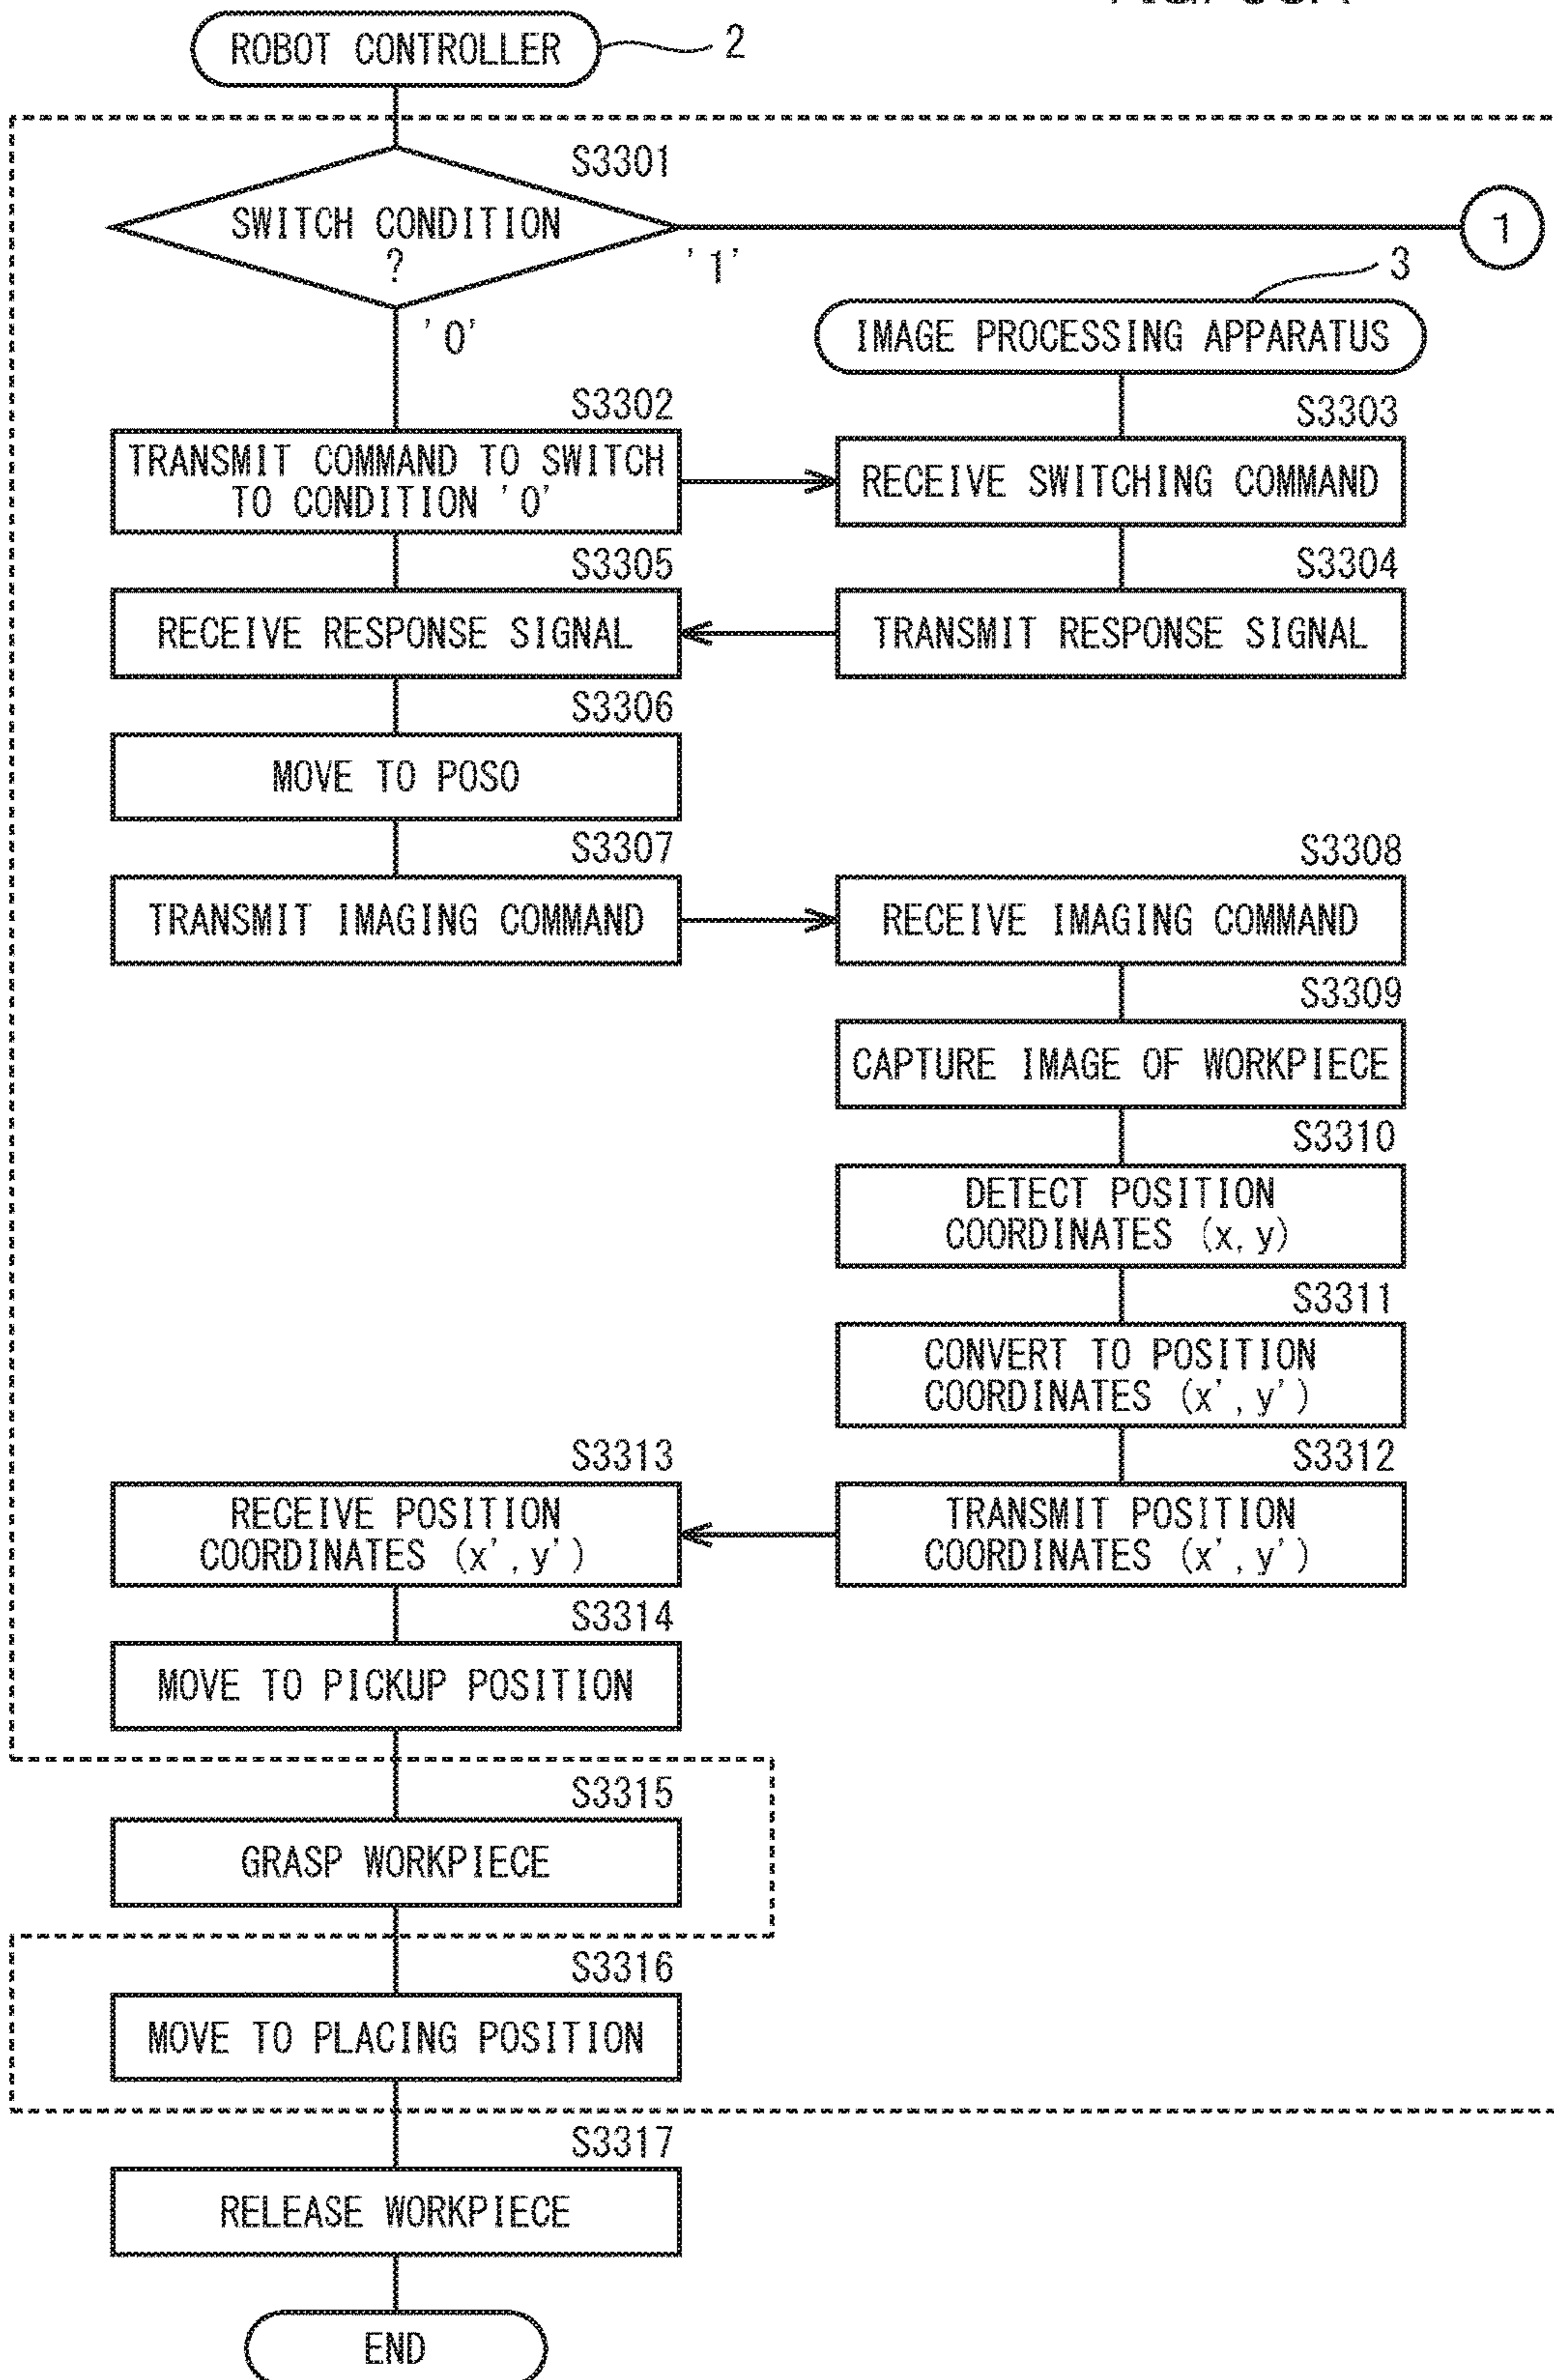 ROBOT CONTROLLER
2
S3301
SWITCH CONDITION
?
'1'
1
'0'
3
IMAGE PROCESSING APPARATUS
S3302
TRANSMIT COMMAND TO SWITCH
TO CONDITION '0'
S3303
RECEIVE SWITCHING COMMAND
S3305
RECEIVE RESPONSE SIGNAL
S3304
TRANSMIT RESPONSE SIGNAL
S3306
MOVE TO POS0
S3307
TRANSMIT IMAGING COMMAND
S3308
RECEIVE IMAGING COMMAND
S3309
CAPTURE IMAGE OF WORKPIECE
S3310
DETECT POSITION
COORDINATES (x,y)
S3311
CONVERT TO POSITION
COORDINATES (x',y')
S3313
RECEIVE POSITION
COORDINATES (x',y')
S3312
TRANSMIT POSITION
COORDINATES (x',y')
S3314
MOVE TO PICKUP POSITION
S3315
GRASP WORKPIECE
S3316
MOVE TO PLACING POSITION
S3317
RELEASE WORKPIECE
END